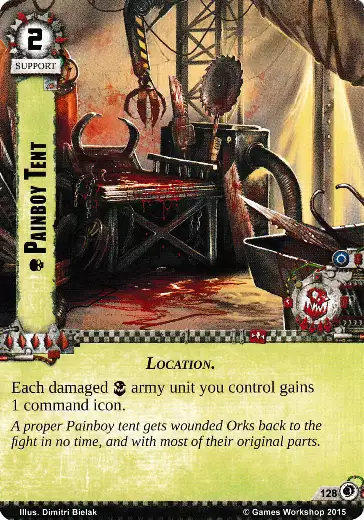 2
SUPPORT
PAINBOY TENT
LOCATION.
Each damaged army unit you control gains
1 command icon.
A proper Painboy tent gets wounded Orks back to the
fight in no time, and with most of their original parts.
128
Illus. Dimitri Bielak
© Games Workshop 2015